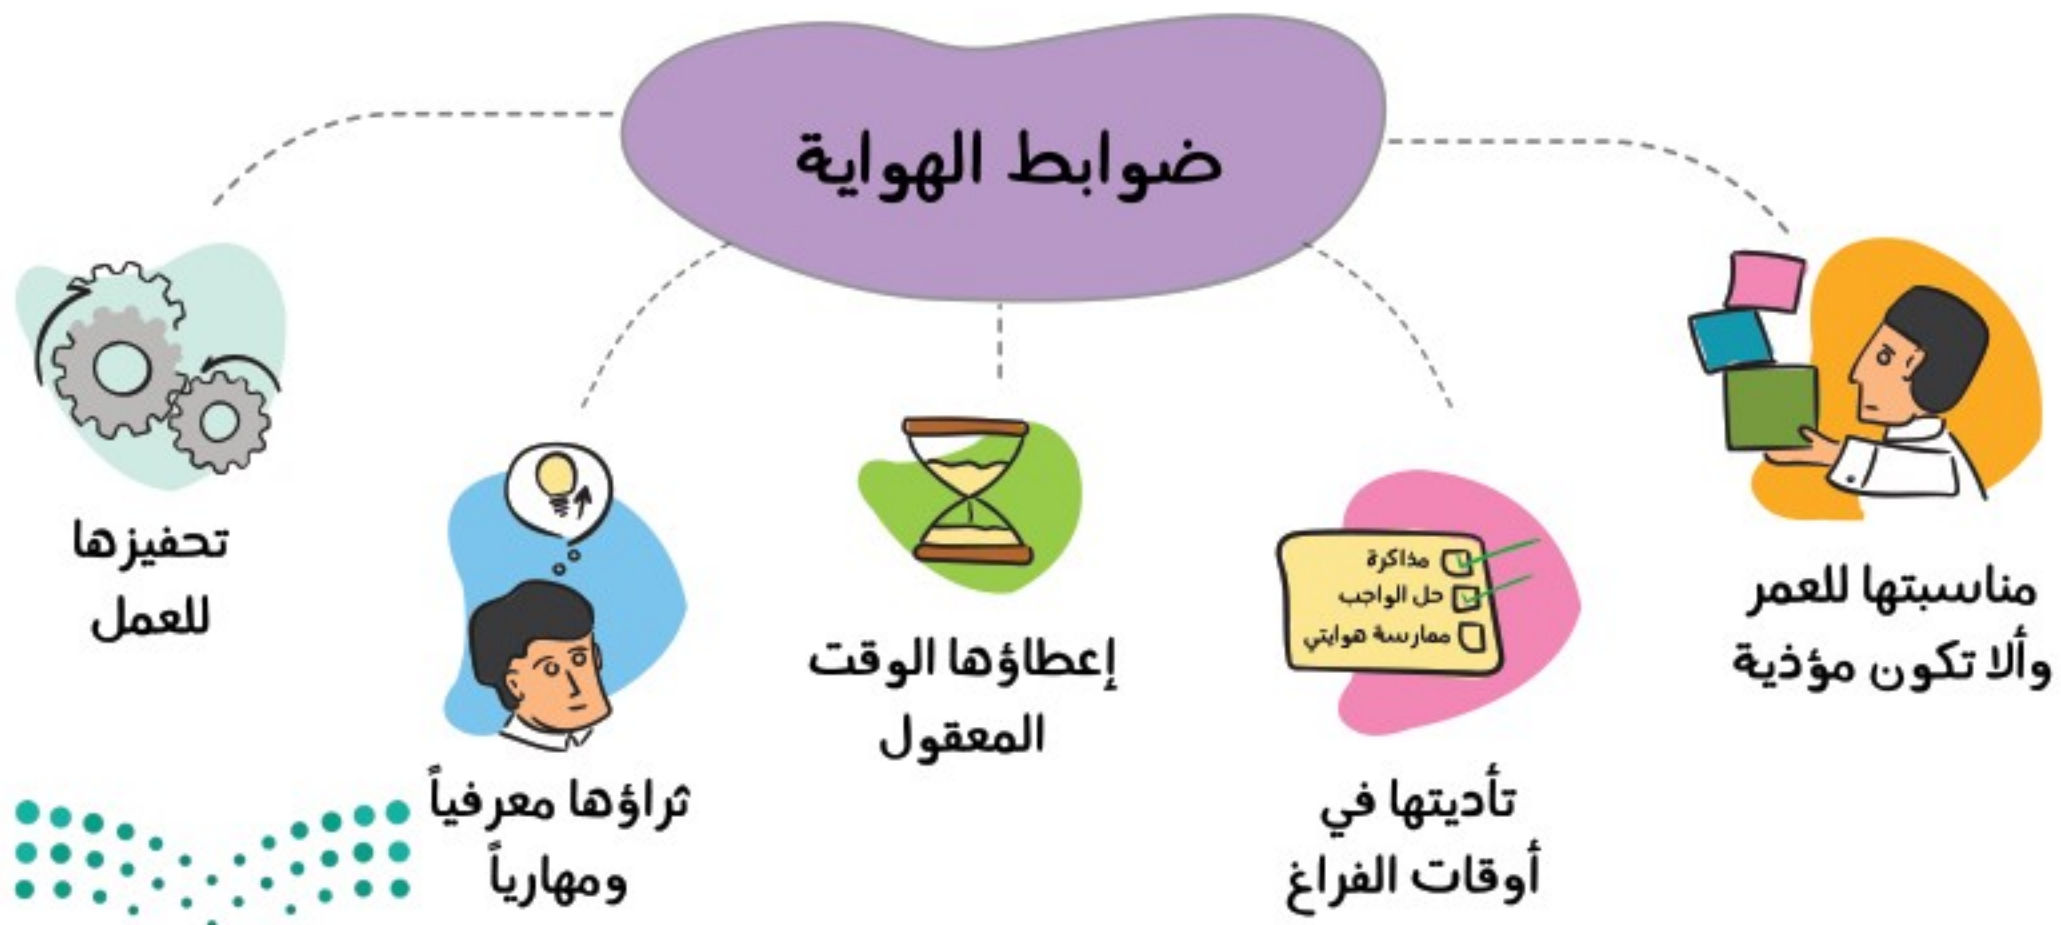 ضوابط الهواية
مناسبتها للعمر
وألا تكون مؤذية
مذاكرة
حل الواجب
ممارسة هوايتي
تأديتها في
أوقات الفراغ
إعطاؤها الوقت
المعقول
ثراؤها معرفياً
ومهارياً
تحفيزها
للعمل